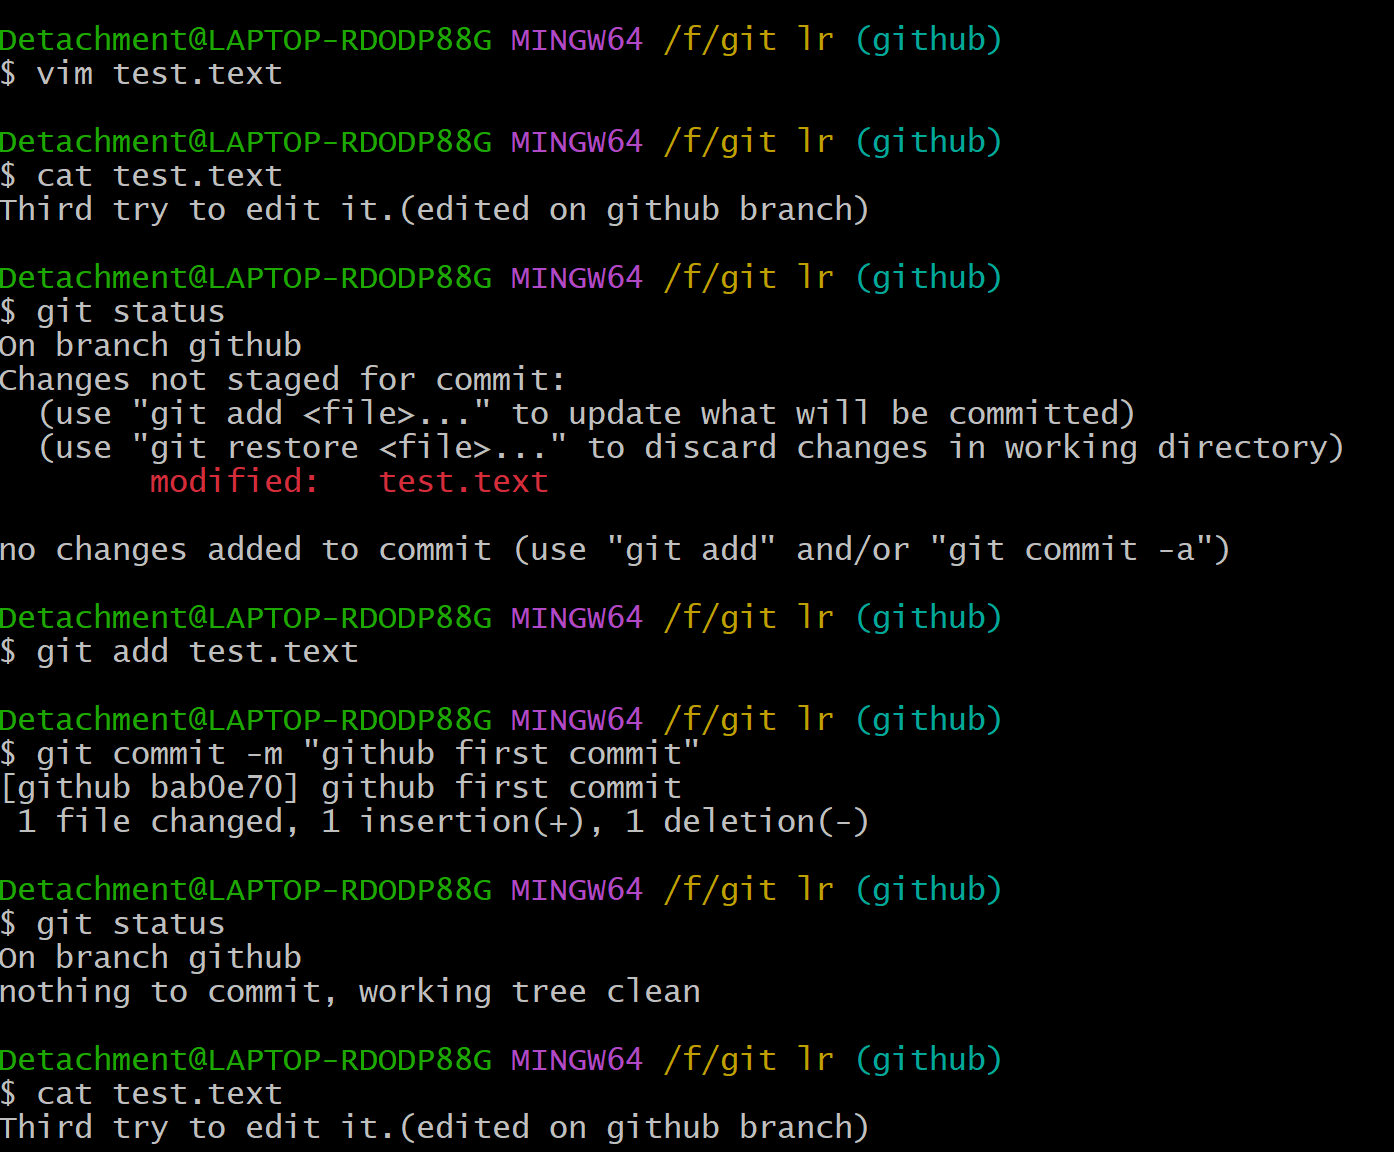 Detachment@LAPTOP-RDODP88G MINGW64 /f/git lr (github)
$ vim test.text
Detachment@LAPTOP-RDODP88G MINGW64 /f/git lr (github)
$ cat test.text
Third try to edit it.(edited on github branch)
Detachment@LAPTOP-RDODP88G MINGW64 /f/git lr (github)
$ git status
On branch github
Changes not staged for commit:
  (use "git add <file>..." to update what will be committed)
  (use "git restore <file>..." to discard changes in working directory)
        modified:   test.text
no changes added to commit (use "git add" and/or "git commit -a")
Detachment@LAPTOP-RDODP88G MINGW64 /f/git lr (github)
$ git add test.text
Detachment@LAPTOP-RDODP88G MINGW64 /f/git lr (github)
$ git commit -m "github first commit"
[github bab0e70] github first commit
 1 file changed, 1 insertion(+), 1 deletion(-)
Detachment@LAPTOP-RDODP88G MINGW64 /f/git lr (github)
$ git status
On branch github
nothing to commit, working tree clean
Detachment@LAPTOP-RDODP88G MINGW64 /f/git lr (github)
$ cat test.text
Third try to edit it.(edited on github branch)